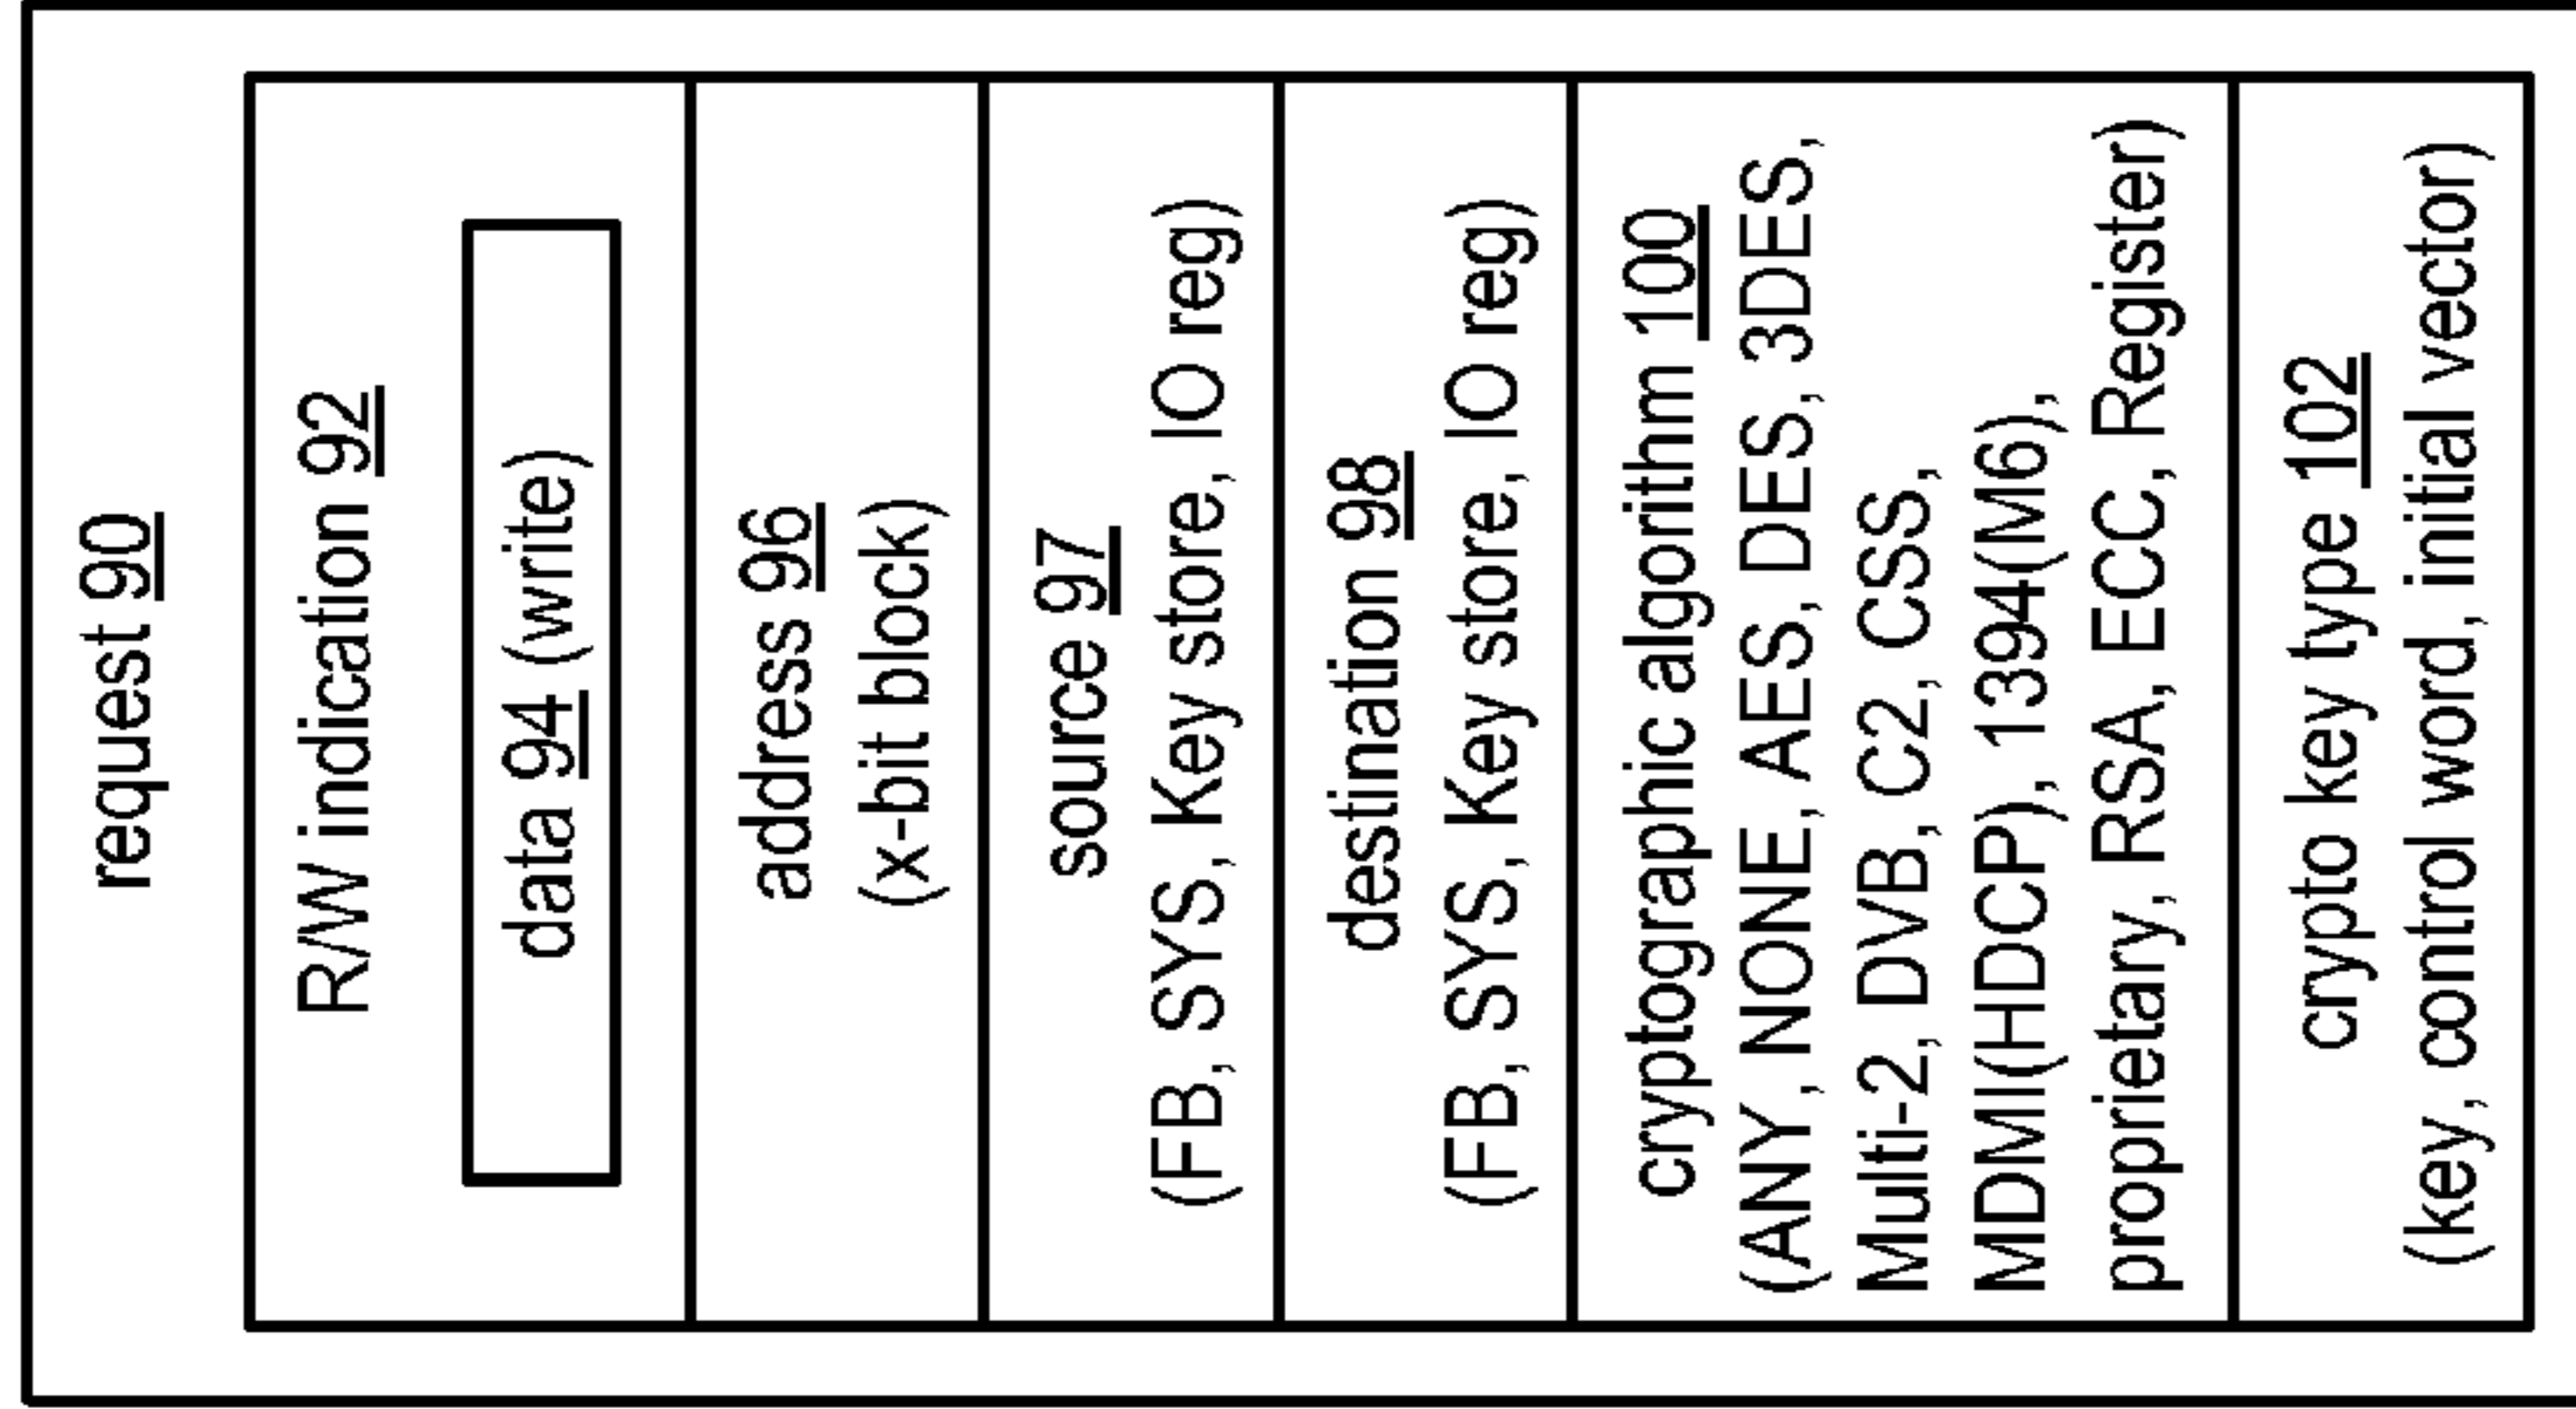 request 90
R/W indication 92
data 94 (write)
address 96
(x-bit block)
source 97
(FB, SYS, Key store, IO reg)
destination 98
(FB, SYS, Key store, IO reg)
cryptographic algorithm 100
(ANY, NONE, AES, DES, 3DES,
Multi-2, DVB, C2, CSS,
MDMI(HDCP), 1394(M6),
proprietary, RSA, ECC, Register)
crypto key type 102
(key, control word, initial vector)